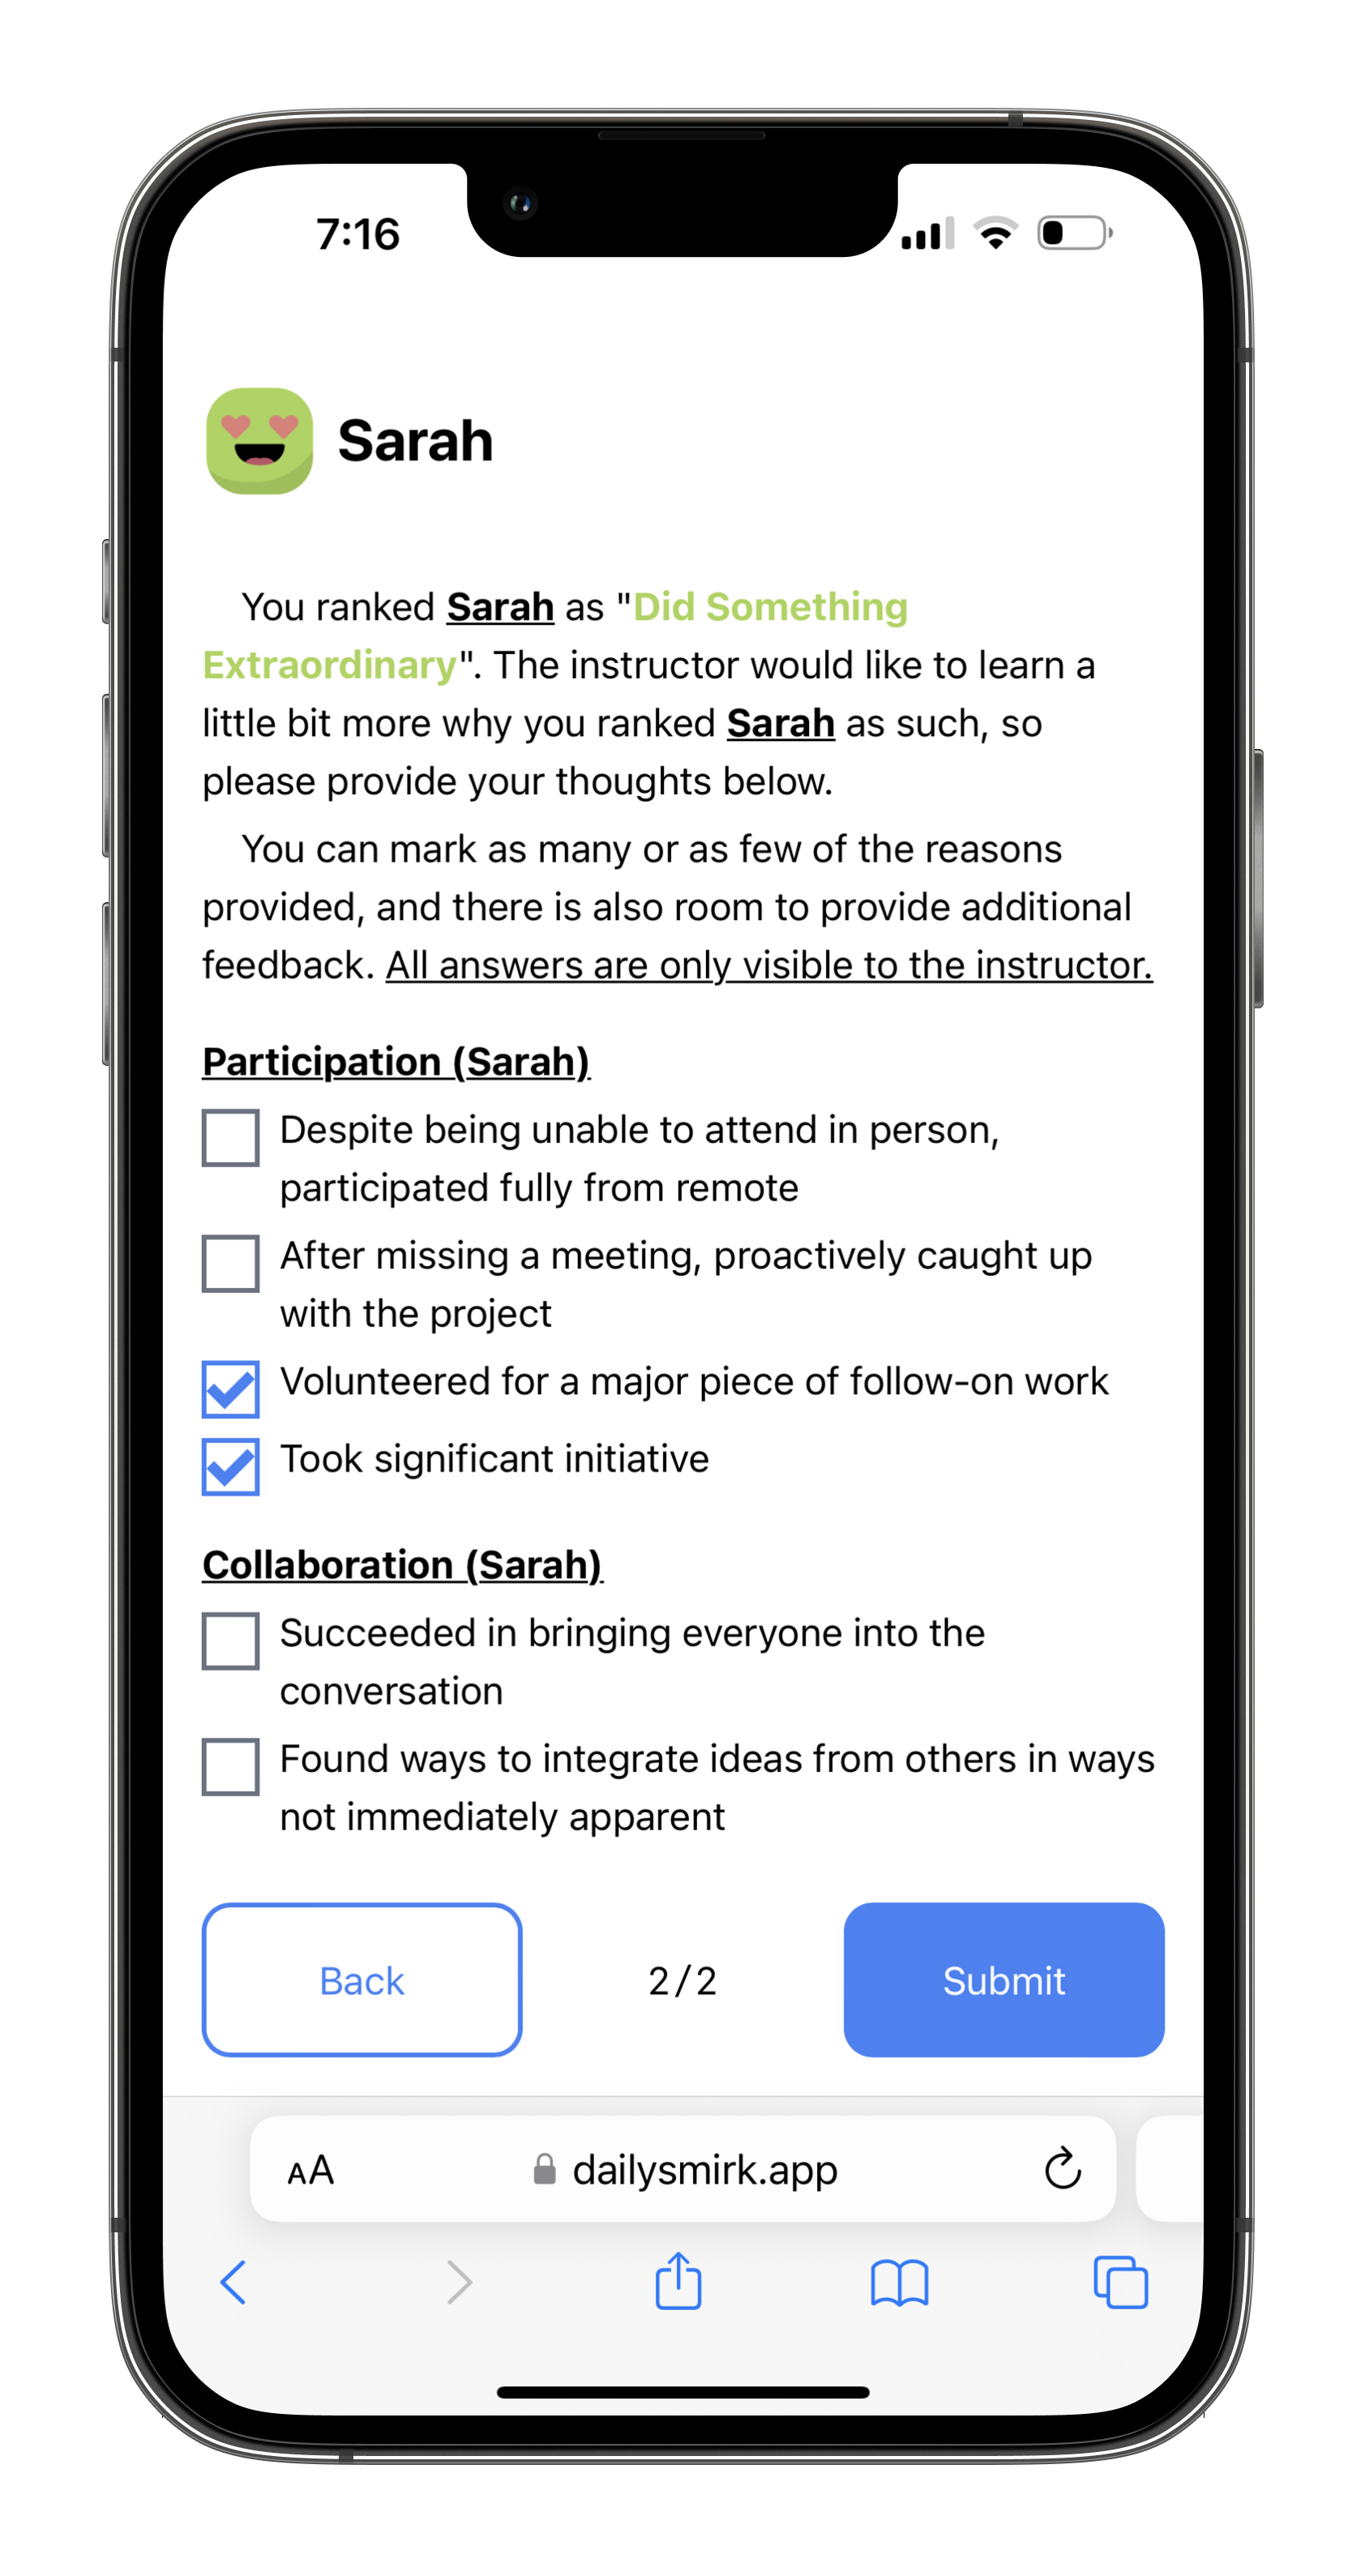 7:16
Sarah
You ranked Sarah as "Did Something
Extraordinary". The instructor would like to learn a
little bit more why you ranked Sarah as such, so
please provide your thoughts below.
You can mark as many or as few of the reasons
provided, and there is also room to provide additional
feedback. All answers are only visible to the instructor.
Participation (Sarah)
Despite being unable to attend in person,
participated fully from remote
After missing a meeting, proactively caught up
with the project
Volunteered for a major piece of follow-on work
Took significant initiative
Collaboration (Sarah)
Succeeded in bringing everyone into the
conversation
Found ways to integrate ideas from others in ways
not immediately apparent
Back 2/2 Submit
AA dailysmirk.app